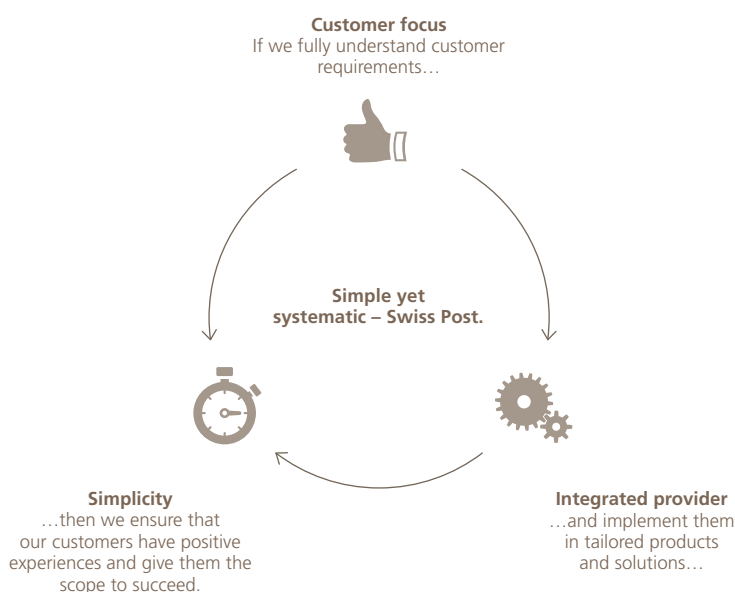 Customer focus
If we fully understand customer
requirements…
Simple yet
systematic – Swiss Post.
Integrated provider
…and implement them
in tailored products
and solutions…
Simplicity
…then we ensure that
our customers have positive
experiences and give them the
scope to succeed.